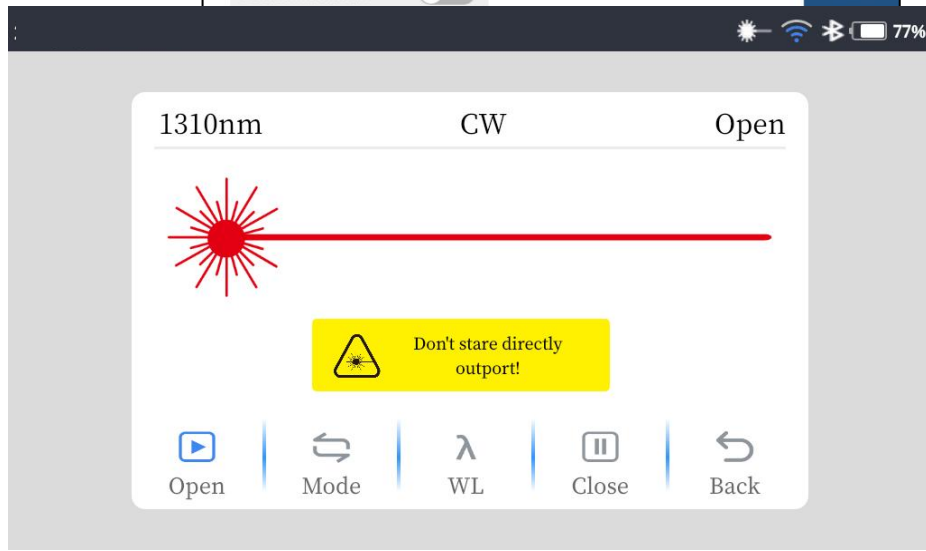 77%
1310nm CW Open
Don't stare directly
outport!
λ
Open Mode WL Close Back